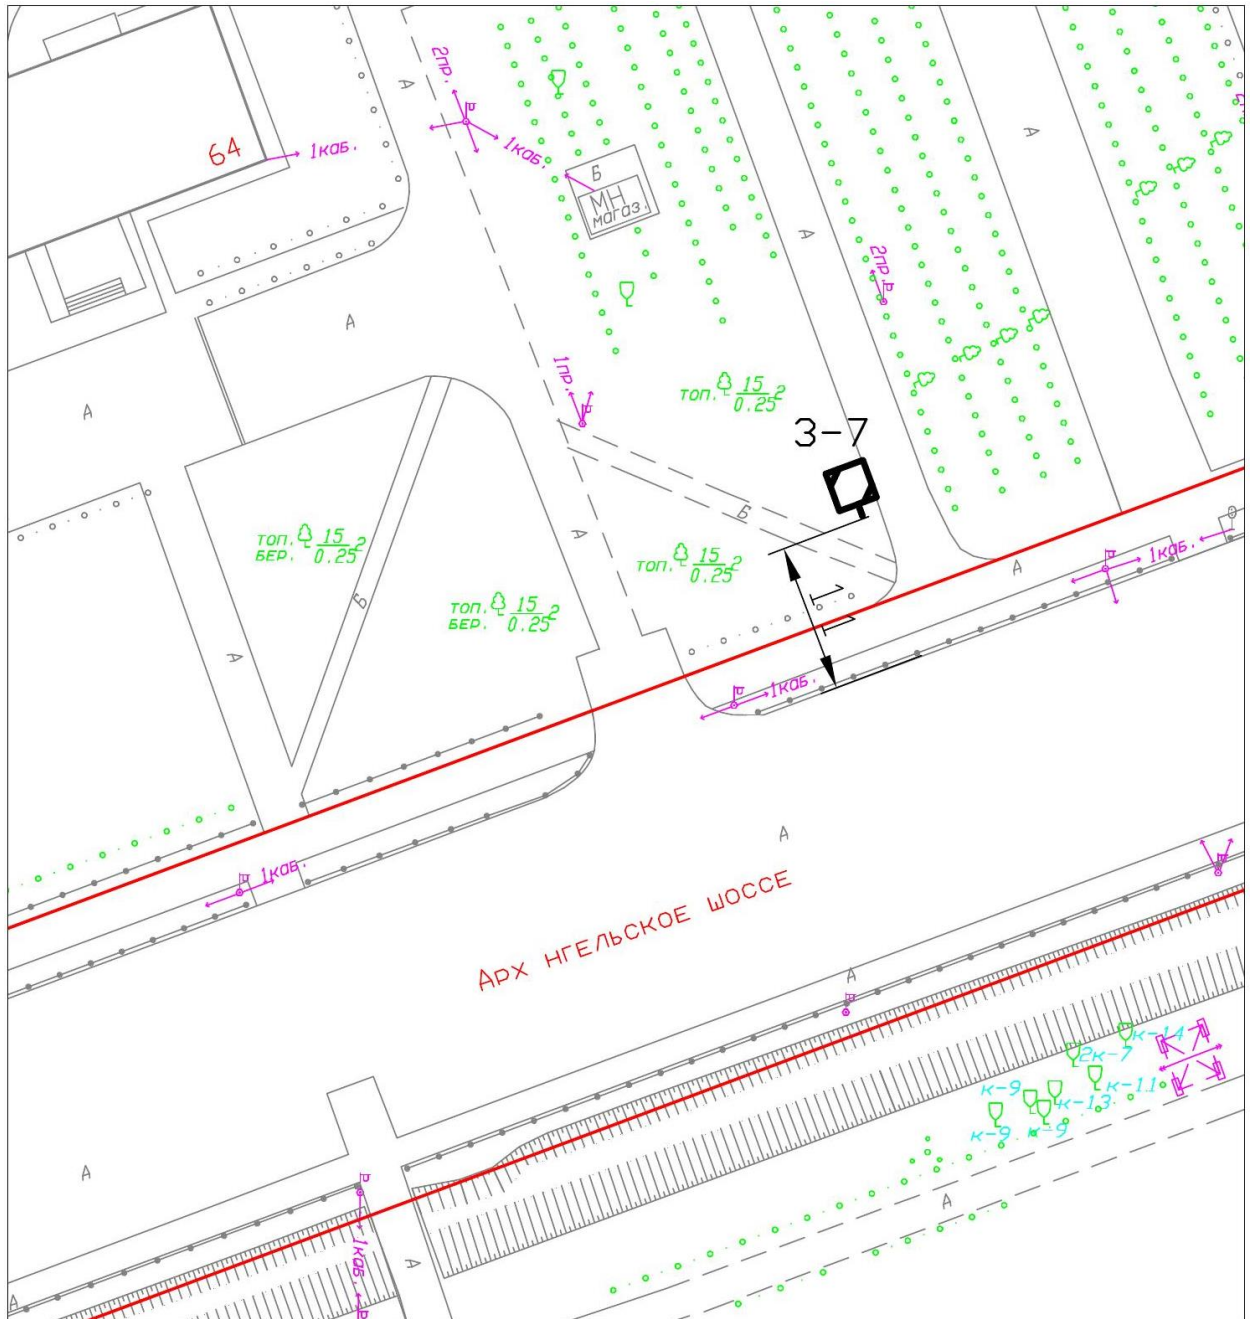 2пр.
А
64
1каб.
1каб.
Б
МН
магаз.
А
А
2пр.
А
1пр.
А
топ. 15 2
0.25
3-7
Б
топ. 15 2
БЕР. 0.25
А
топ. 15 2
0.25
1каб.
А
Б
11
топ. 15 2
БЕР. 0.25
А
1каб.
А
1каб.
Арх нгельское шоссе
А
к-14
2к-7
к-9
к-11
к-13
к-9
к-9
А
А
1каб.
А
А